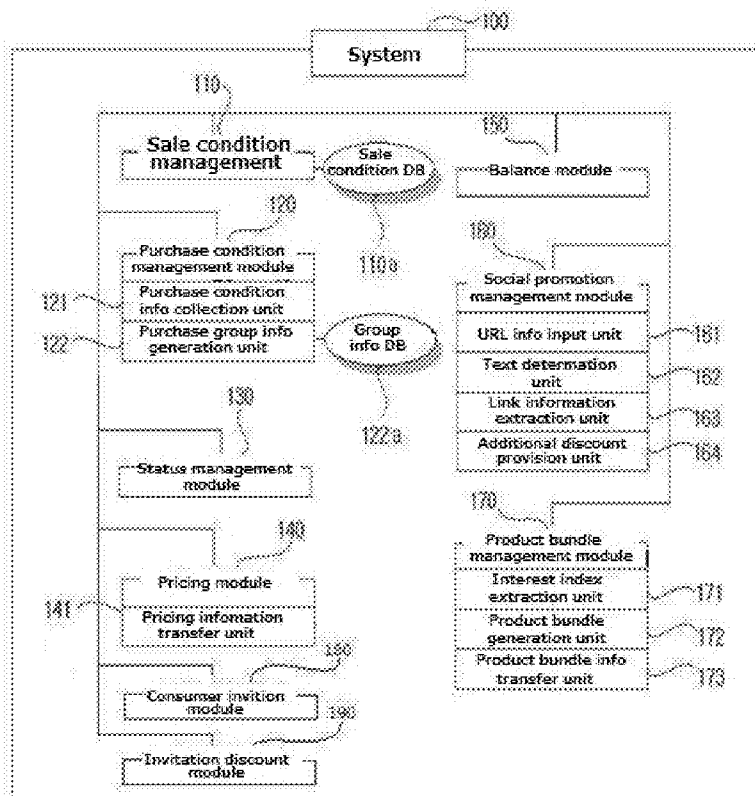 100
System
110
Sale condition
management
Sale
condition DB
110a
120
Purchase condition
management module
121
Purchase condition
info collection unit
122
Purchase group info
generation unit
Group
info DB
122a
130
Status management
module
140
Pricing module
141
Pricing infomation
transfer unit
180
Consumer invition
module
190
Invitation discount
module
150
Balance module
160
Social promotion
management module
URL info input unit
161
Text determation
unit
162
Link information
extraction unit
163
Additional discount
provision unit
164
170
Product bundle
management module
Interest index
extraction unit
171
Product bundle
generation unit
172
Product bundle info
transfer unit
173